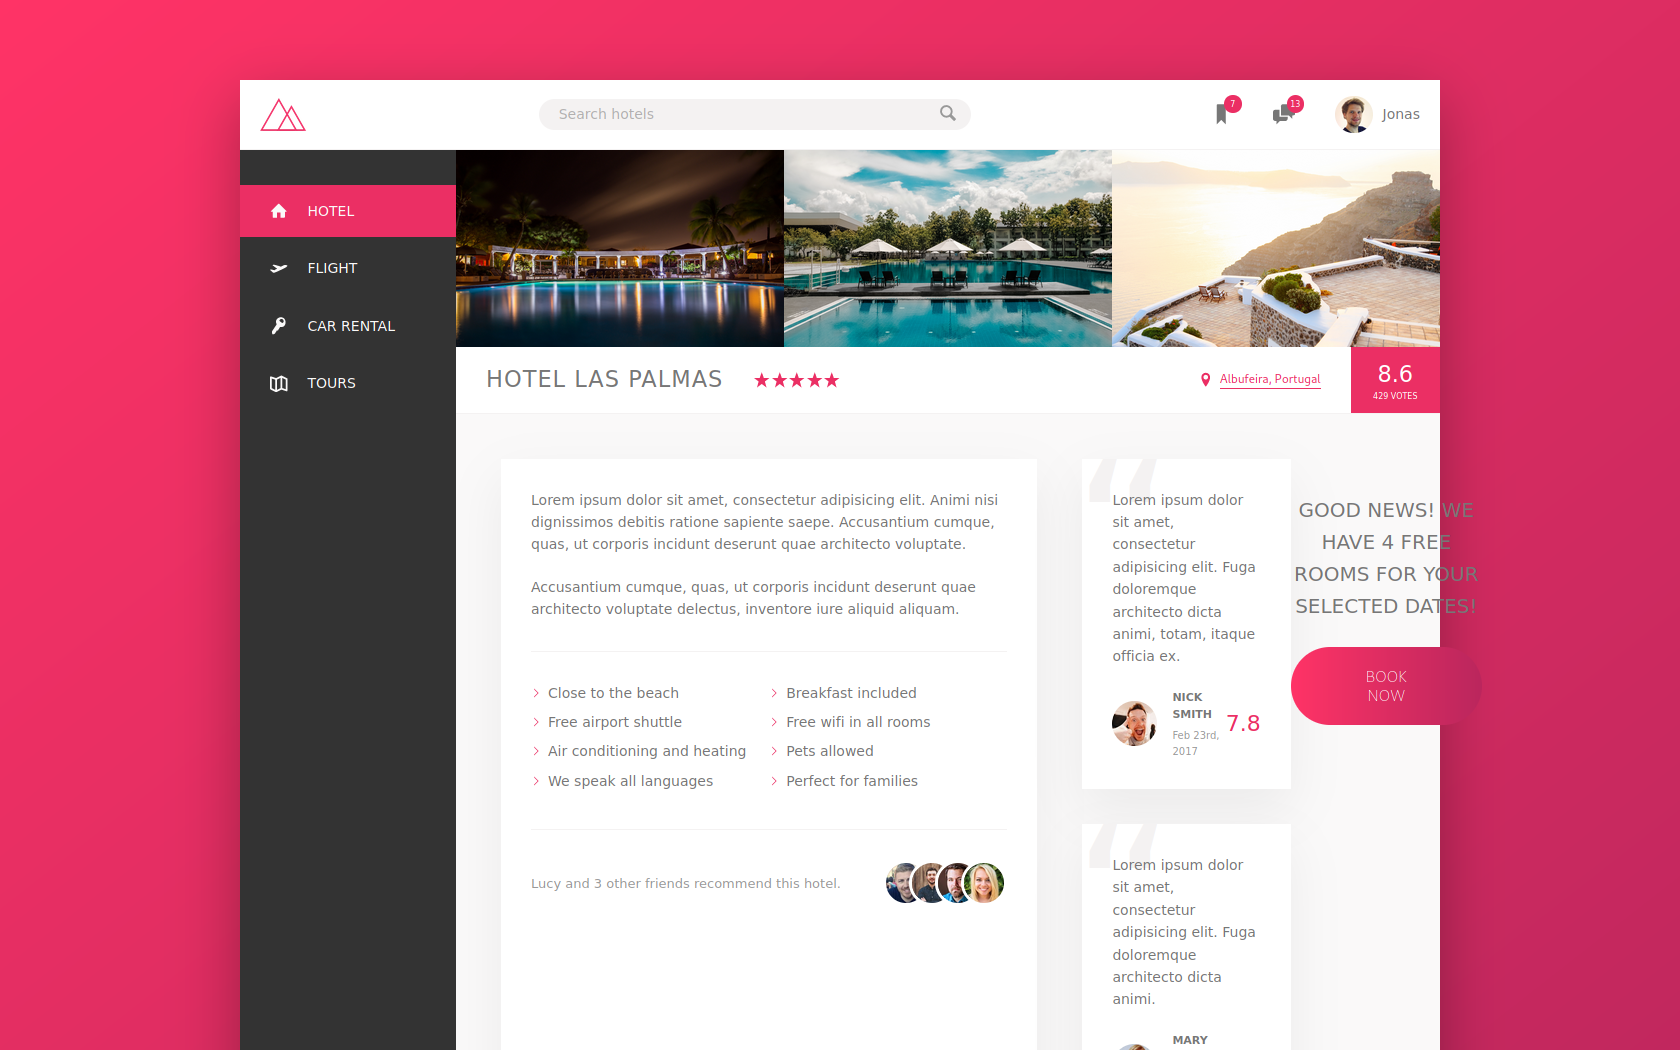 Search hotels
7
13
Jonas
HOTEL
FLIGHT
CAR RENTAL
TOURS
HOTEL LAS PALMAS
Albufeira, Portugal
8.6
429 VOTES
Lorem ipsum dolor sit amet, consectetur adipisicing elit. Animi nisi
dignissimos debitis ratione sapiente saepe. Accusantium cumque,
quas, ut corporis incidunt deserunt quae architecto voluptate.
Accusantium cumque, quas, ut corporis incidunt deserunt quae
architecto voluptate delectus, inventore iure aliquid aliquam.
Close to the beach
Free airport shuttle
Air conditioning and heating
We speak all languages
Breakfast included
Free wifi in all rooms
Pets allowed
Perfect for families
Lucy and 3 other friends recommend this hotel.
“
Lorem ipsum dolor
sit amet,
consectetur
adipisicing elit. Fuga
doloremque
architecto dicta
animi, totam, itaque
officia ex.
NICK
SMITH
Feb 23rd,
2017
7.8
“
Lorem ipsum dolor
sit amet,
consectetur
adipisicing elit. Fuga
doloremque
architecto dicta
animi.
MARY
GOOD NEWS! WE
HAVE 4 FREE
ROOMS FOR YOUR
SELECTED DATES!
BOOK
NOW